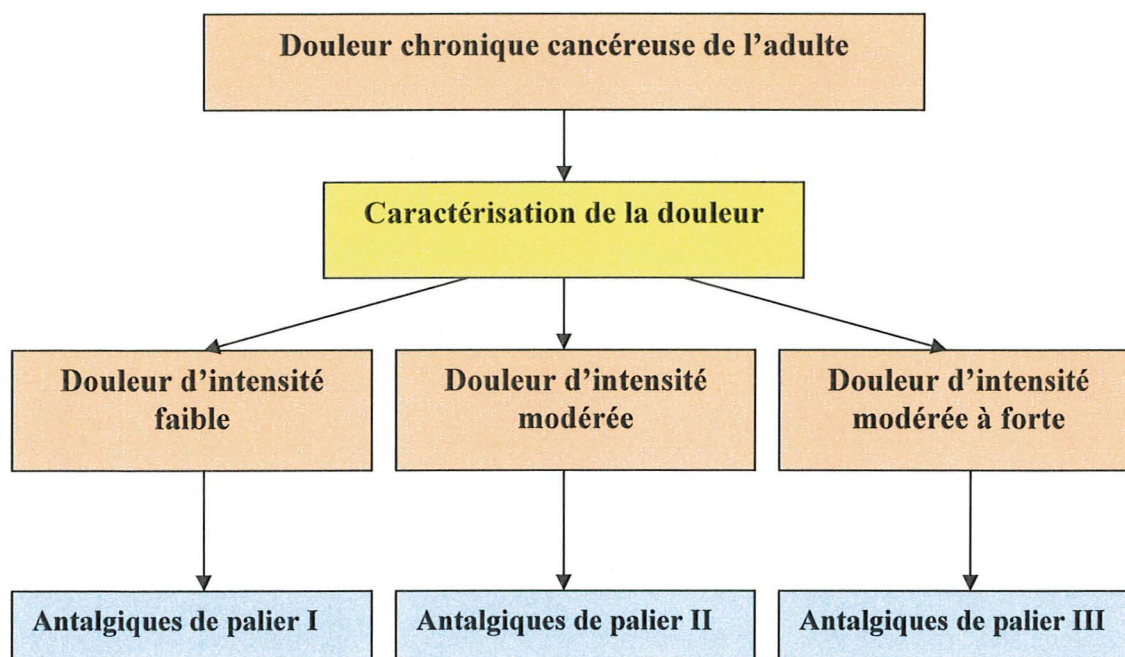 Douleur chronique cancéreuse de l’adulte
Caractérisation de la douleur
Douleur d’intensité
faible
Douleur d’intensité
modérée
Douleur d’intensité
modérée à forte
Antalgiques de palier I
Antalgiques de palier II
Antalgiques de palier III